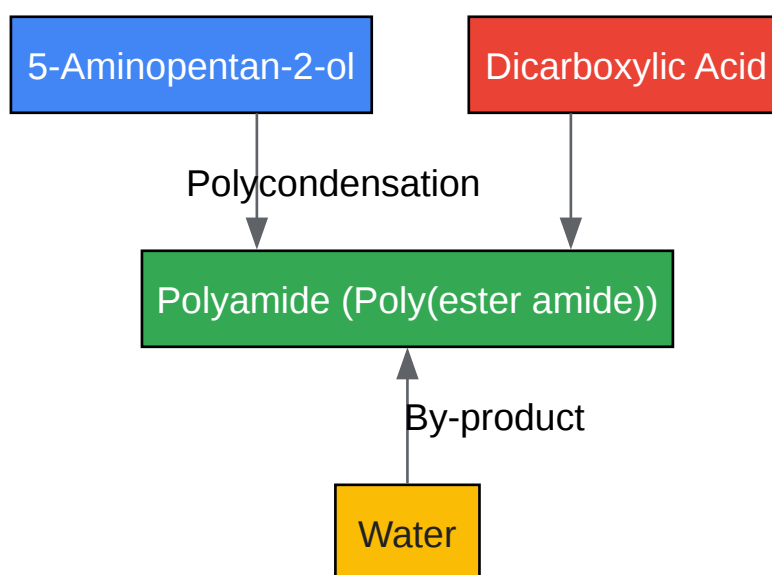 5-Aminopentan-2-ol
Dicarboxylic Acid
Polycondensation
Polyamide (Poly(ester amide))
By-product
Water